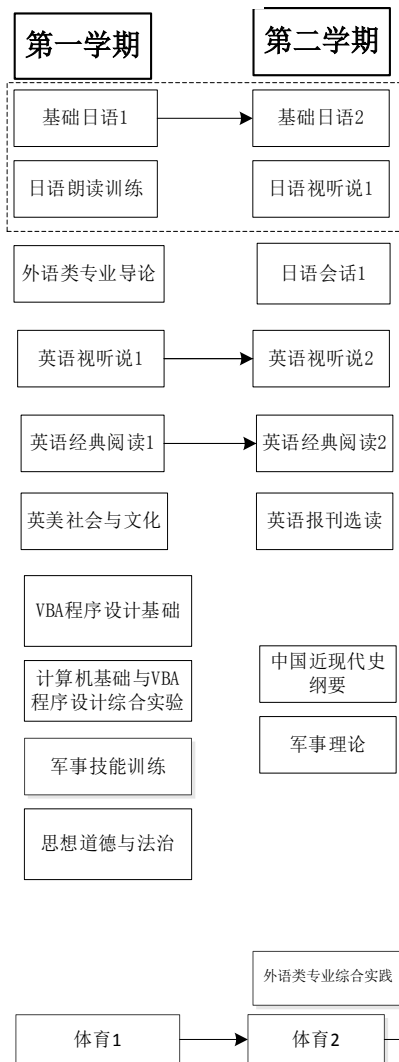 第一学期
第二学期
基础日语1
基础日语2
日语朗读训练
日语视听说1
外语类专业导论
日语会话1
英语视听说1
英语视听说2
英语经典阅读1
英语经典阅读2
英美社会与文化
英语报刊选读
VBA程序设计基础
计算机基础与VBA
程序设计综合实验
中国近现代史
纲要
军事技能训练
军事理论
思想道德与法治
外语类专业综合实践
体育1
体育2